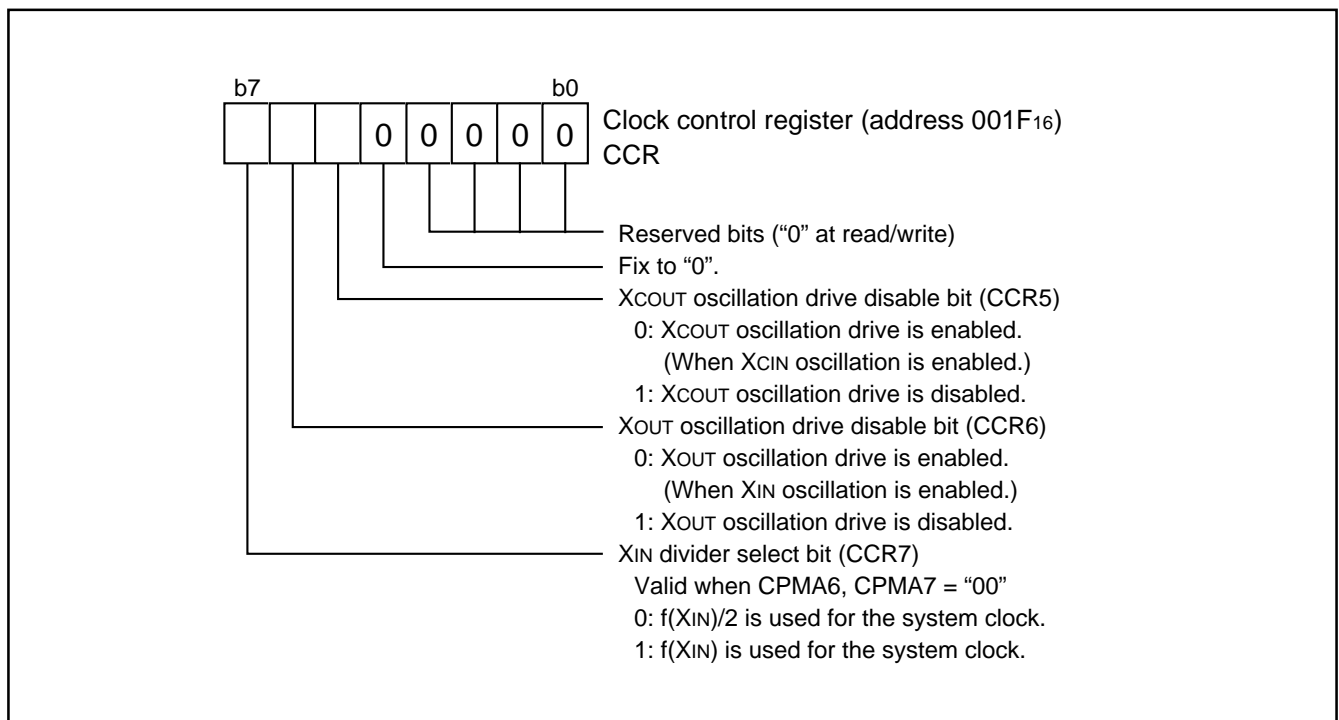 b7 b0
0 0 0 0 0
Clock control register (address 001F16)
CCR
Reserved bits (“0” at read/write)
Fix to “0”.
XCOUT oscillation drive disable bit (CCR5)
0: XCOUT oscillation drive is enabled.
(When XCIN oscillation is enabled.)
1: XCOUT oscillation drive is disabled.
XOUT oscillation drive disable bit (CCR6)
0: XOUT oscillation drive is enabled.
(When XIN oscillation is enabled.)
1: XOUT oscillation drive is disabled.
XIN divider select bit (CCR7)
Valid when CPMA6, CPMA7 = “00”
0: f(XIN)/2 is used for the system clock.
1: f(XIN) is used for the system clock.